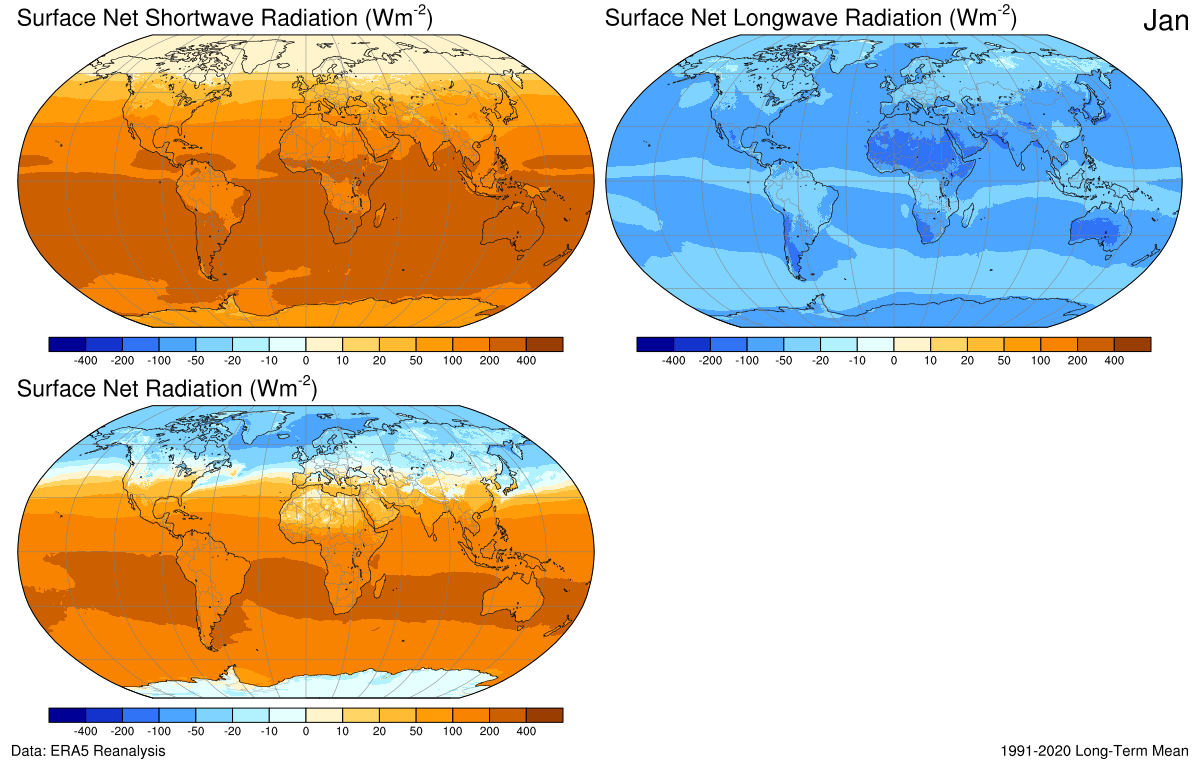 Surface Net Shortwave Radiation (Wm-2)
Surface Net Longwave Radiation (Wm-2)
Jan
-400 -200 -100 -50 -20 -10 0 10 20 50 100 200 400
-400 -200 -100 -50 -20 -10 0 10 20 50 100 200 400
Surface Net Radiation (Wm-2)
-400 -200 -100 -50 -20 -10 0 10 20 50 100 200 400
Data: ERA5 Reanalysis
1991-2020 Long-Term Mean